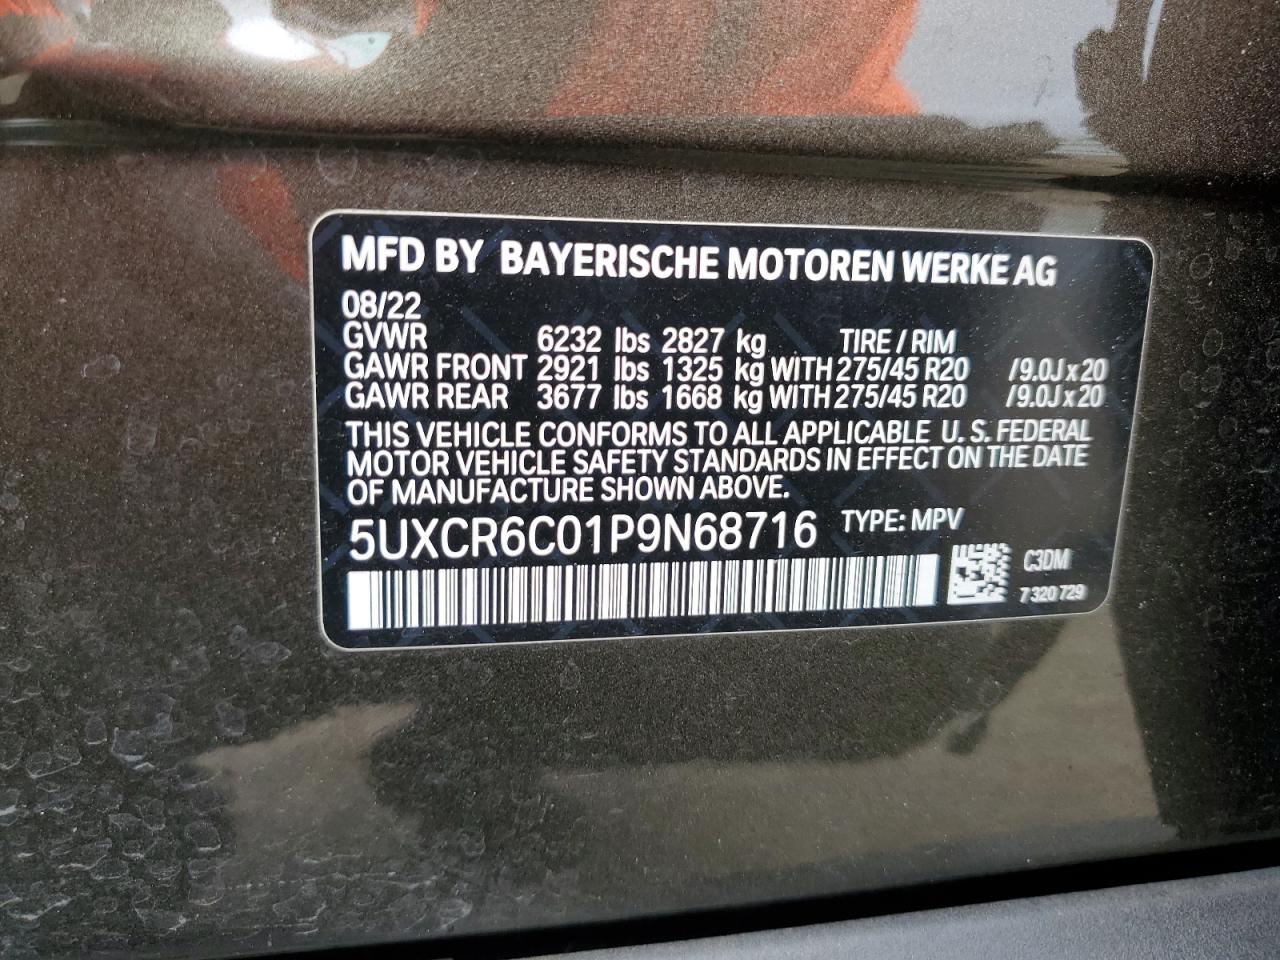 MFD BY BAYERISCHE MOTOREN WERKE AG
08/22
GVWR 6232 lbs 2827 kg TIRE / RIM
GAWR FRONT 2921 lbs 1325 kg WITH 275/45 R20 /9.0J x 20
GAWR REAR 3677 lbs 1668 kg WITH 275/45 R20 /9.0J x 20
THIS VEHICLE CONFORMS TO ALL APPLICABLE U. S. FEDERAL
MOTOR VEHICLE SAFETY STANDARDS IN EFFECT ON THE DATE
OF MANUFACTURE SHOWN ABOVE.
5UXCR6C01P9N68716 TYPE: MPV
C3DM
7 320 729